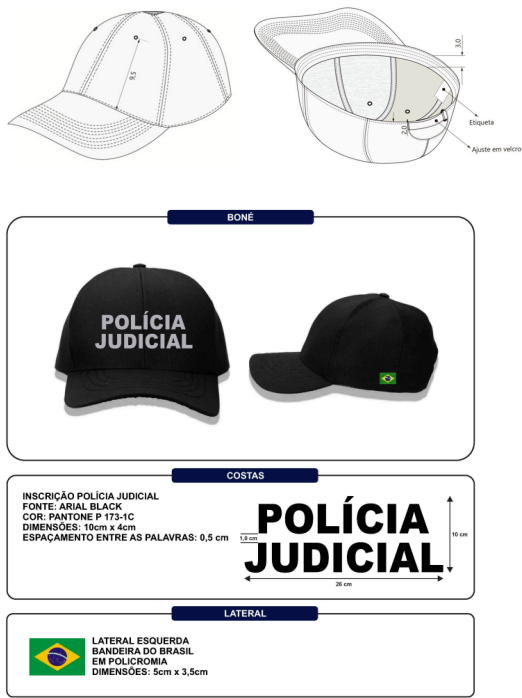 9,5
3,0
2,0
Etiqueta
Ajuste em velcro
BONÉ
POLÍCIA
JUDICIAL
COSTAS
INSCRIÇÃO POLÍCIA JUDICIAL
FONTE: ARIAL BLACK
COR: PANTONE P 173-1C
DIMENSÕES: 10cm x 4cm
ESPAÇAMENTO ENTRE AS PALAVRAS: 0,5 cm
POLÍCIA
JUDICIAL
1,0 cm
10 cm
26 cm
LATERAL
LATERAL ESQUERDA
BANDEIRA DO BRASIL
EM POLICROMIA
DIMENSÕES: 5cm x 3,5cm